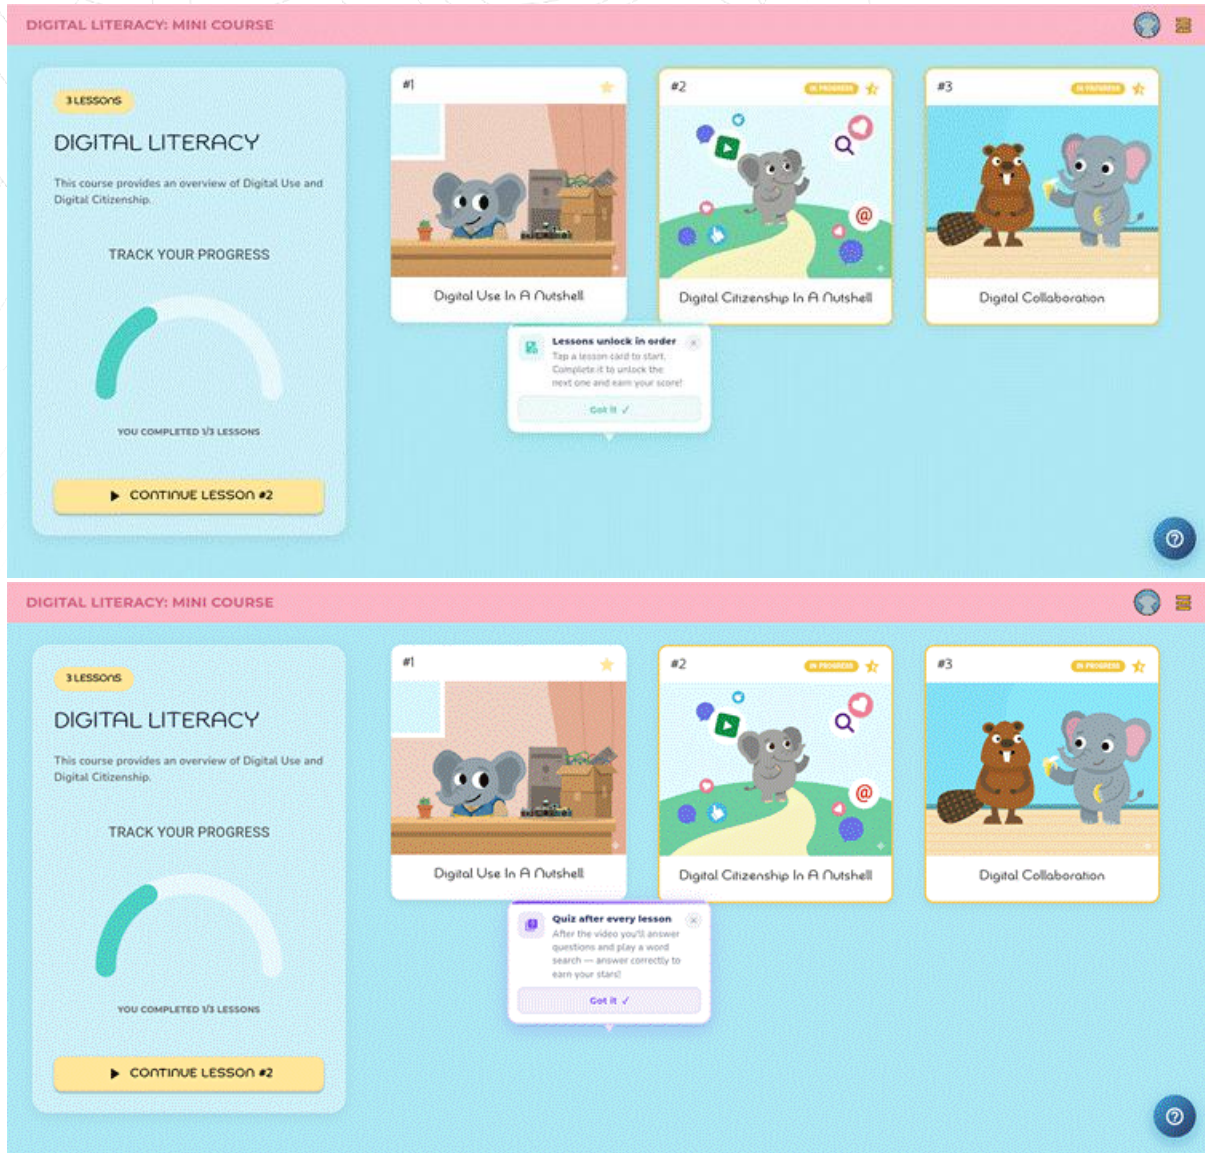 DIGITAL LITERACY: MINI COURSE
3 LESSONS
DIGITAL LITERACY
This course provides an overview of Digital Use and
Digital Citizenship.
TRACK YOUR PROGRESS
YOU COMPLETED 1/3 LESSONS
CONTINUE LESSON #2
#1
Digital Use In A Nutshell
#2
IN PROGRESS
@
Digital Citizenship In A Nutshell
#3
IN PROGRESS
Digital Collaboration
Lessons unlock in order
Tap a lesson card to start.
Complete it to unlock the
next one and earn your score!
Got it ✓
DIGITAL LITERACY: MINI COURSE
3 LESSONS
DIGITAL LITERACY
This course provides an overview of Digital Use and
Digital Citizenship.
TRACK YOUR PROGRESS
YOU COMPLETED 1/3 LESSONS
CONTINUE LESSON #2
#1
Digital Use In A Nutshell
#2
IN PROGRESS
@
Digital Citizenship In A Nutshell
#3
IN PROGRESS
Digital Collaboration
Quiz after every lesson
After the video you'll answer
questions and play a word
search — answer correctly to
earn your stars!
Got it ✓